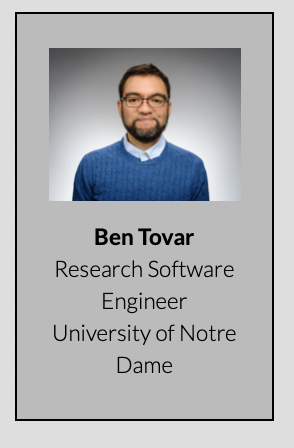 Ben Tovar
Research Software
Engineer
University of Notre
Dame